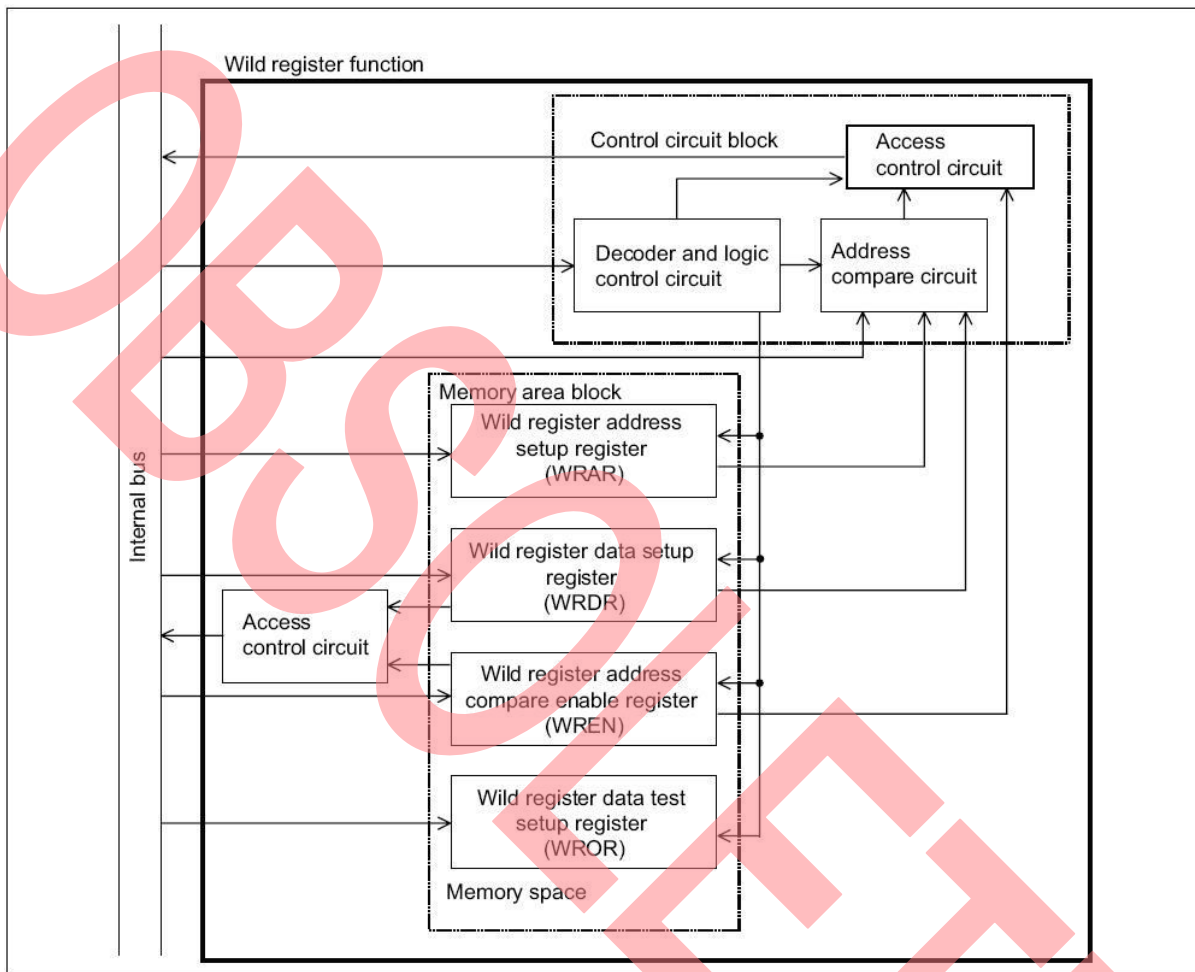 Wild register function
Control circuit block
Access
control circuit
Decoder and logic
control circuit
Address
compare circuit
Internal bus
Memory area block
Wild register address
setup register
(WRAR)
Wild register data setup
register
(WRDR)
Access
control circuit
Wild register address
compare enable register
(WREN)
Wild register data test
setup register
(WROR)
Memory space
OBSOLET